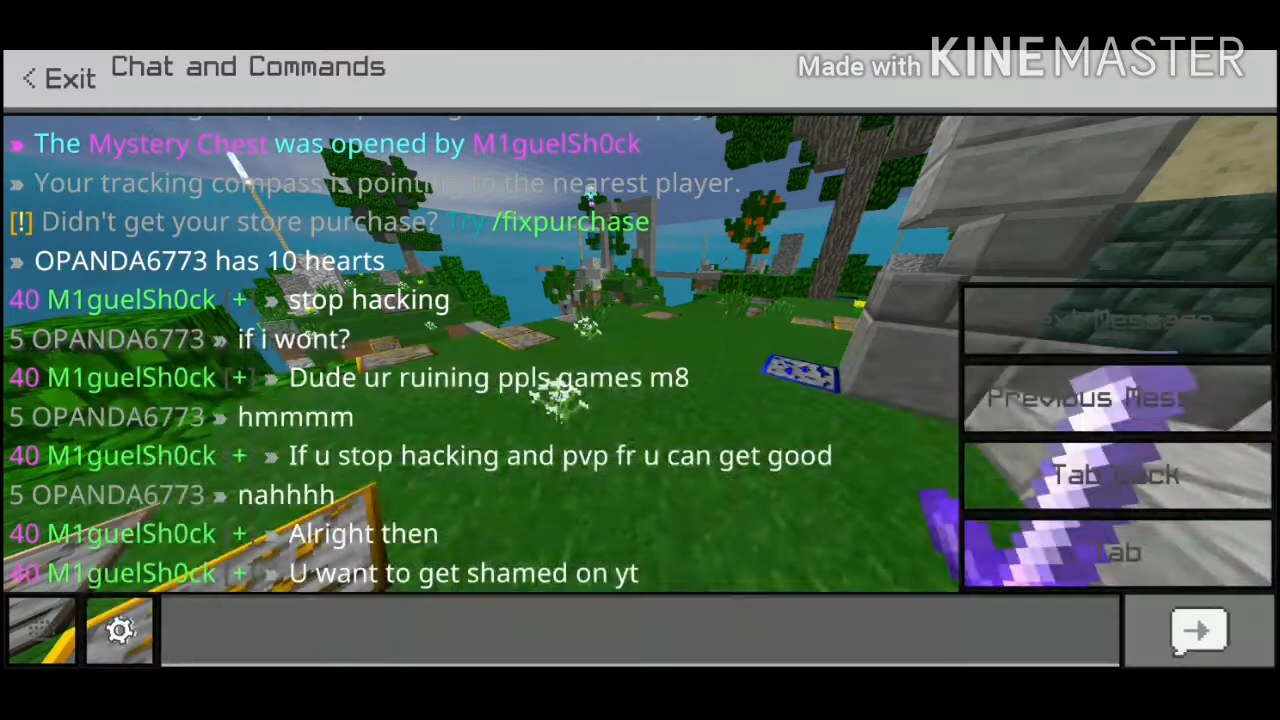 Made with KINEMASTER
< Exit Chat and Commands
» The Mystery Chest was opened by M1guelSh0ck
» Your tracking compass is pointing to the nearest player.
[!] Didn't get your store purchase? Try /fixpurchase
» OPANDA6773 has 10 hearts
40 M1guelSh0ck [+] » stop hacking
5 OPANDA6773 » if i wont?
40 M1guelSh0ck [+] » Dude ur ruining ppls games m8
5 OPANDA6773 » hmmmm
40 M1guelSh0ck + » If u stop hacking and pvp fr u can get good
5 OPANDA6773 » nahhhh
40 M1guelSh0ck + » Alright then
40 M1guelSh0ck + » U want to get shamed on yt
Message
Previous Mess
Tab
Tab